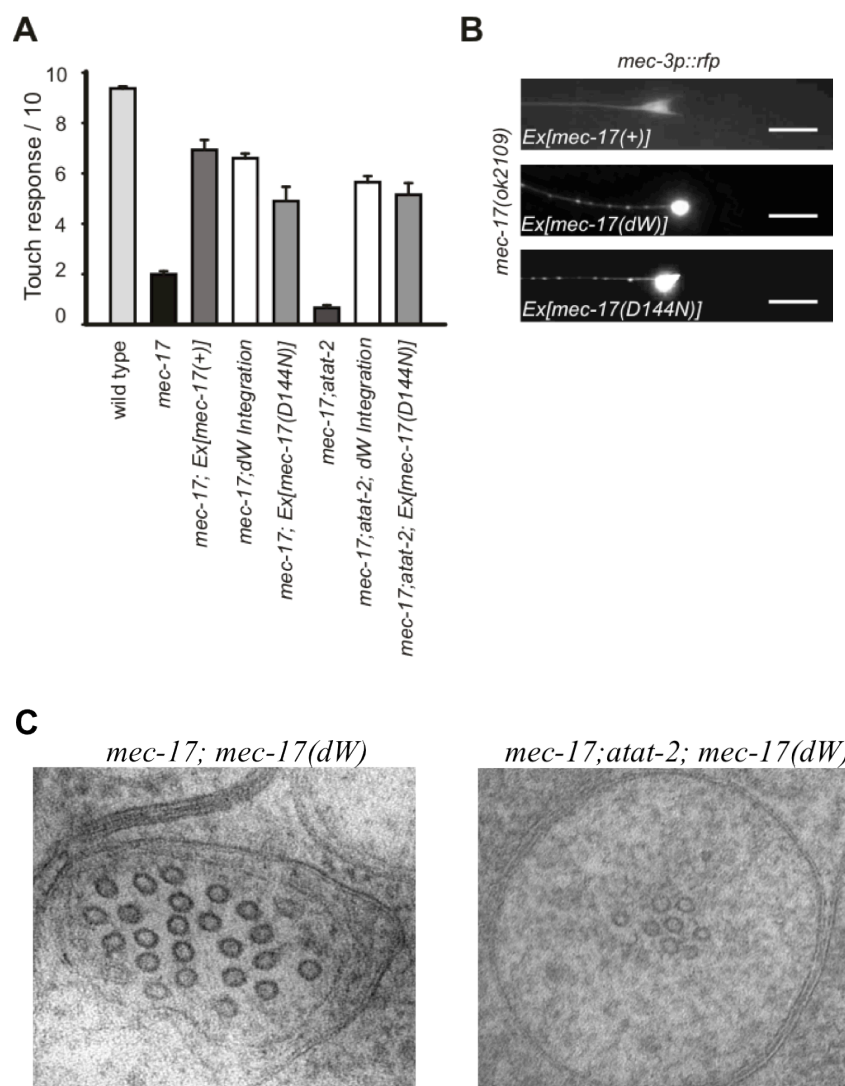 A
Touch response / 10
10
8
6
4
2
0
wild type
mec-17
mec-17; Ex[mec-17(+)]
mec-17;dW Integration
mec-17; Ex[mec-17(D144N)]
mec-17;atat-2
mec-17;atat-2; dW Integration
mec-17;atat-2; Ex[mec-17(D144N)]
B
mec-3p::rfp
mec-17(ok2109)
Ex[mec-17(+)]
Ex[mec-17(dW)]
Ex[mec-17(D144N)]
C
mec-17; mec-17(dW)
mec-17;atat-2; mec-17(dW)